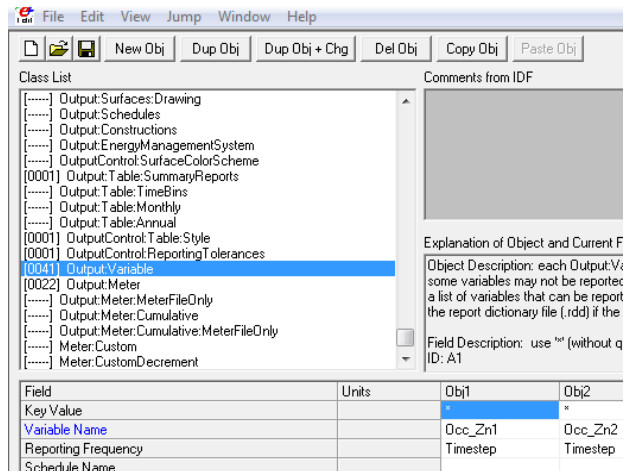 File Edit View Jump Window Help
New Obj Dup Obj Dup Obj + Chg Del Obj Copy Obj Paste Obj
Class List
[------] Output:Surfaces:Drawing
[------] Output:Schedules
[------] Output:Constructions
[------] Output:EnergyManagementSystem
[------] OutputControl:SurfaceColorScheme
[0001] Output:Table:SummaryReports
[------] Output:Table:TimeBins
[------] Output:Table:Monthly
[------] Output:Table:Annual
[0001] OutputControl:Table:Style
[0001] OutputControl:ReportingTolerances
[0041] Output:Variable
[0022] Output:Meter
[------] Output:Meter:MeterFileOnly
[------] Output:Meter:Cumulative
[------] Output:Meter:Cumulative:MeterFileOnly
[------] Meter:Custom
[------] Meter:CustomDecrement
Comments from IDF
Explanation of Object and Current F
Object Description: each Output:Va
some variables may not be reported
a list of variables that can be report
the report dictionary file (.rdd) if the
Field Description: use '*' (without q
ID: A1
Field Units Obj1 Obj2
Key Value * *
Variable Name Occ_Zn1 Occ_Zn2
Reporting Frequency Timestep Timestep
Schedule Name